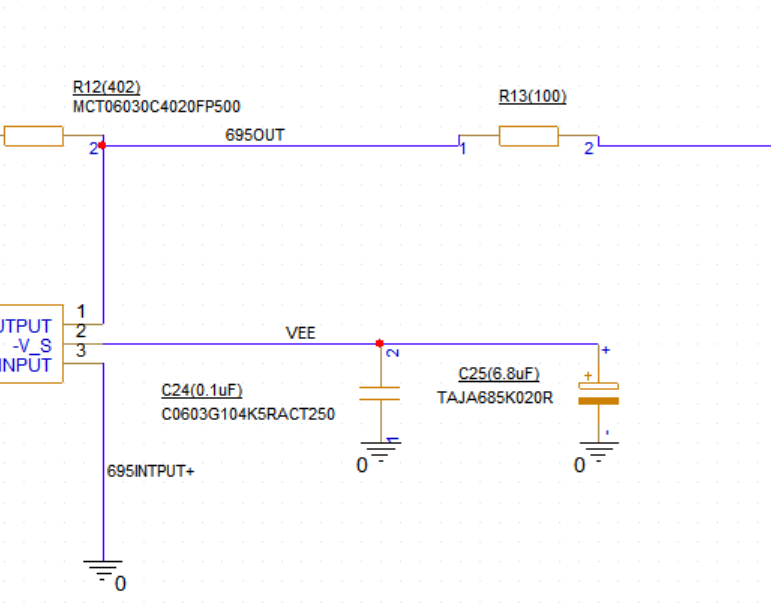 R12(402)
MCT06030C4020FP500
R13(100)
695OUT
2
1
2
1
UTPUT
2
-V_S
3
INPUT
VEE
2
+
C25(6.8uF)
+
TAJA685K020R
C24(0.1uF)
C0603G104K5RACT250
1
-
0
0
695INTPUT+
0